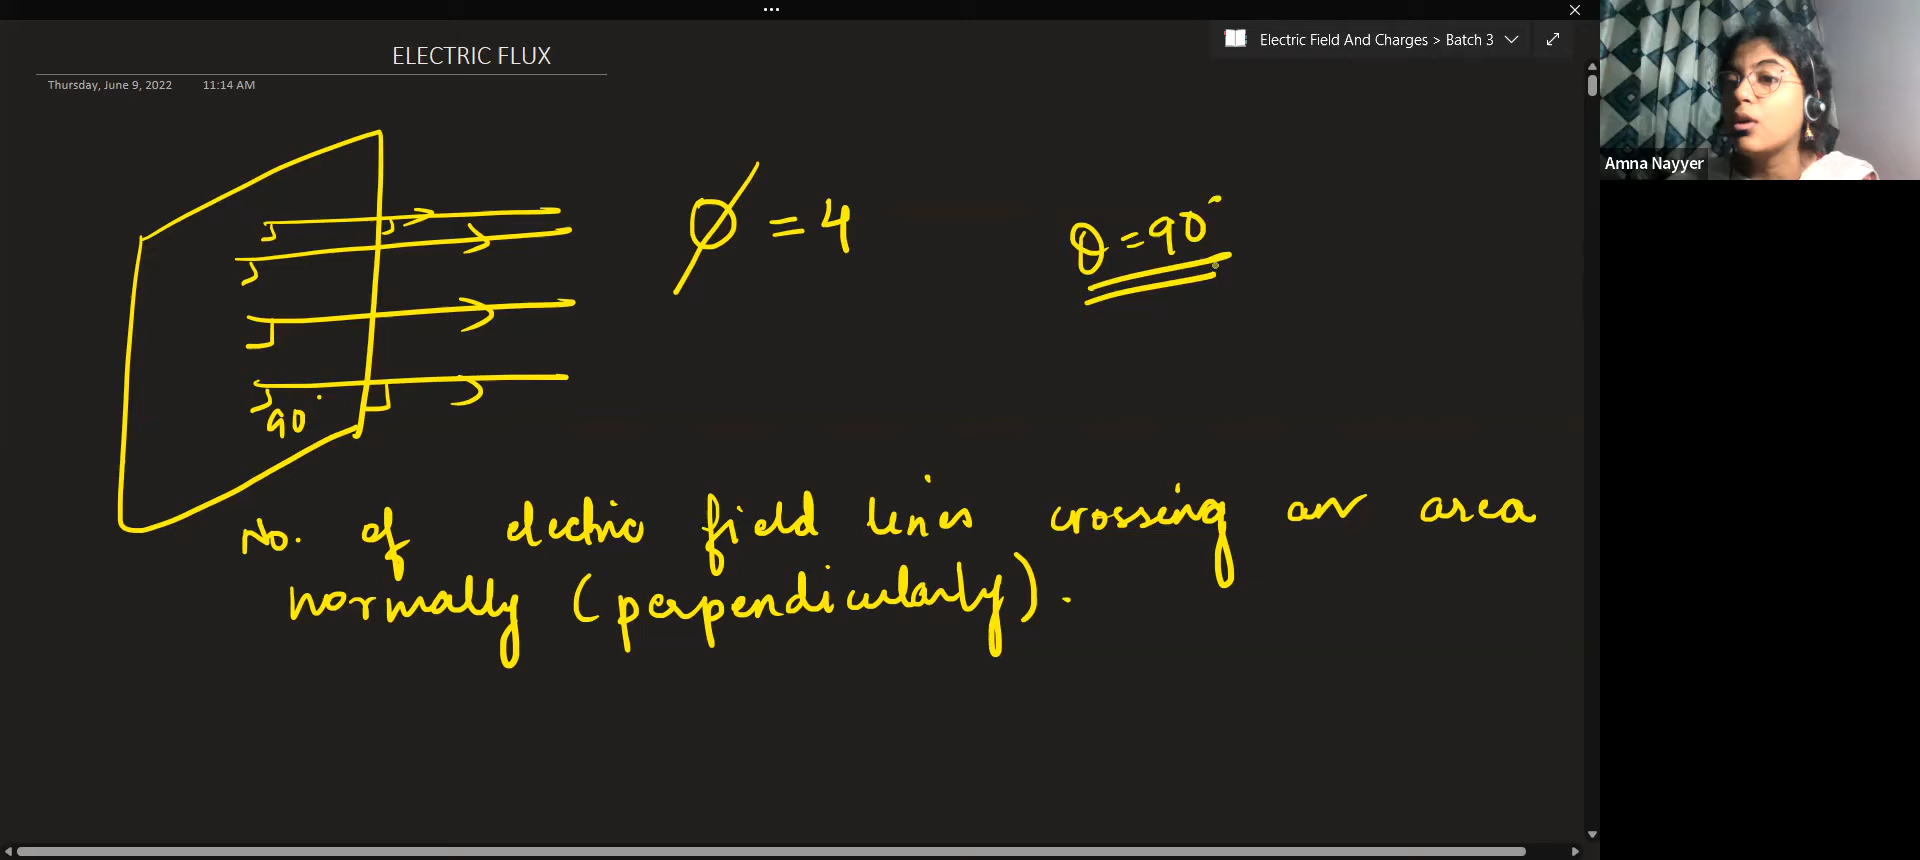 Electric Field And Charges > Batch 3
ELECTRIC FLUX
Thursday, June 9, 2022 11:14 AM
Amna Nayyer
Ø = 4
θ = 90°
90°
No. of electric field lines crossing an area
normally (perpendicularly).